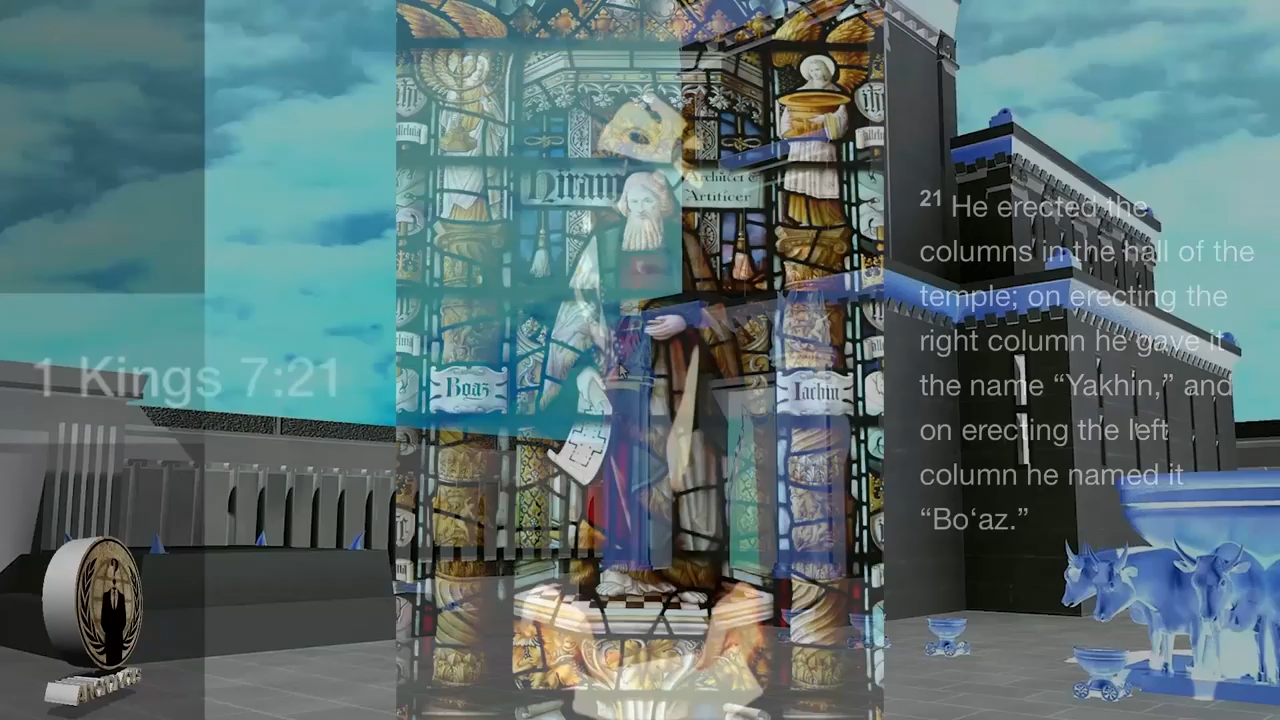 1 Kings 7:21
Hiram
Architect &
Artificer
Boaz
Iachin
21 He erected the
columns in the hall of the
temple; on erecting the
right column he gave it
the name “Yakhin,” and
on erecting the left
column he named it
“Bo‘az.”